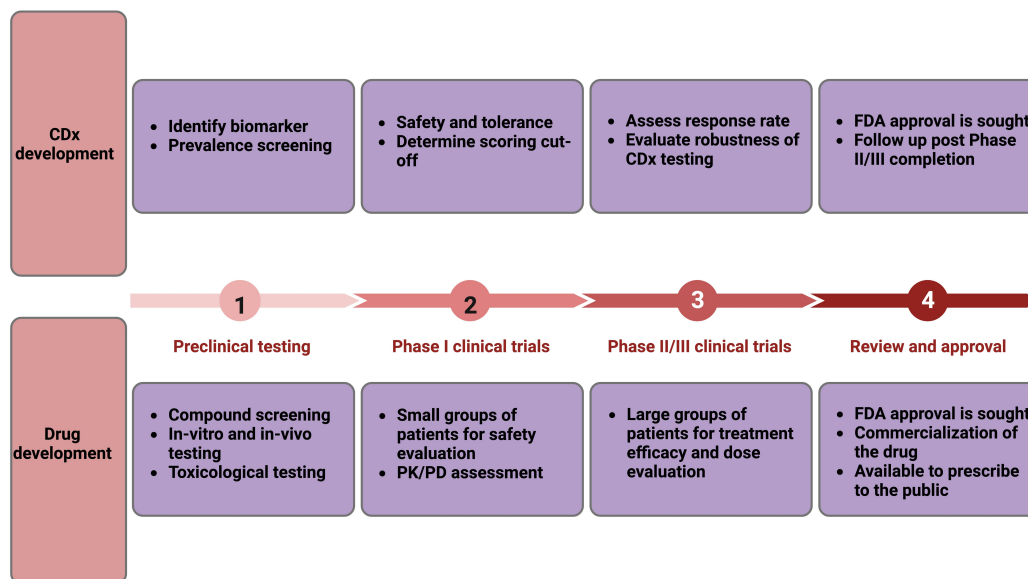 CDx
development
• Identify biomarker
• Prevalence screening
• Safety and tolerance
• Determine scoring cut-
off
• Assess response rate
• Evaluate robustness of
CDx testing
• FDA approval is sought
• Follow up post Phase
II/III completion
1
2
3
4
Preclinical testing
Phase I clinical trials
Phase II/III clinical trials
Review and approval
Drug
development
• Compound screening
• In-vitro and in-vivo
testing
• Toxicological testing
• Small groups of
patients for safety
evaluation
• PK/PD assessment
• Large groups of
patients for treatment
efficacy and dose
evaluation
• FDA approval is sought
• Commercialization of
the drug
• Available to prescribe
to the public